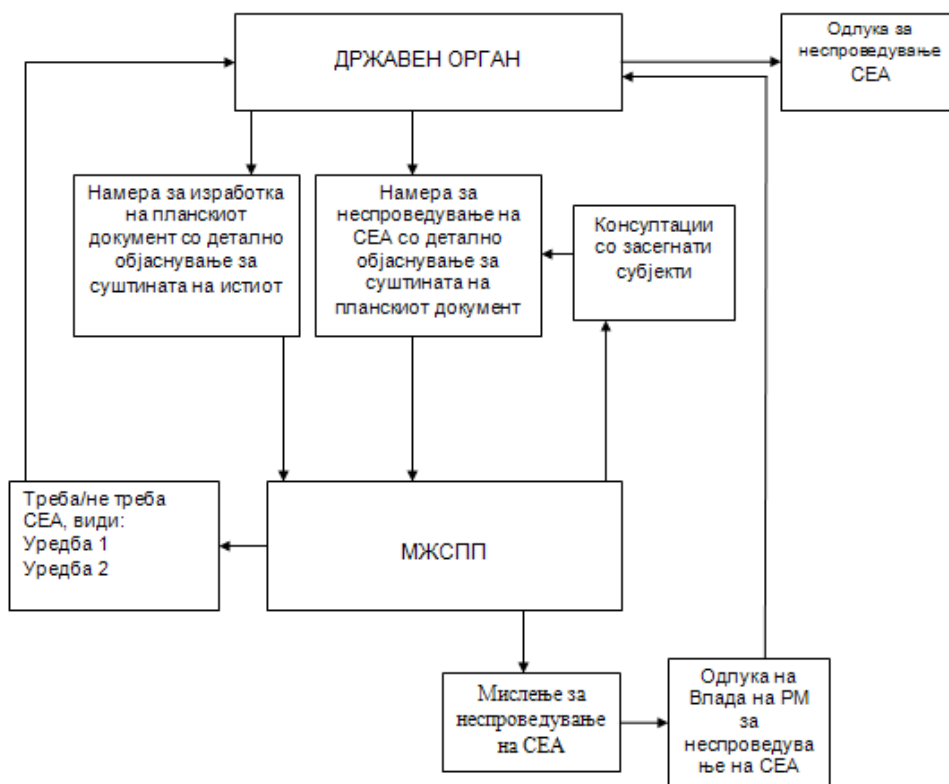 ДРЖАВЕН ОРГАН
Одлука за
неспроведување
СЕА
Намера за изработка
на планскиот
документ со детално
објаснување за
суштината на истиот
Намера за
неспроведување на
СЕА со детално
објаснување за
суштината на
планскиот документ
Консултации
со засегнати
субјекти
Треба/не треба
СЕА, види:
Уредба 1
Уредба 2
МЖСПП
Мислење за
неспроведување
на СЕА
Одлука на
Влада на РМ
за
неспроведува
ње на СЕА